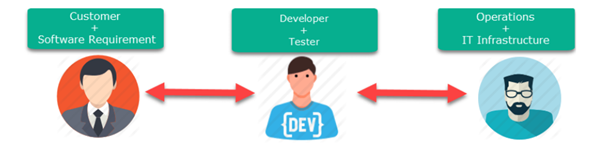 Customer
+
Software Requirement
Developer
+
Tester
Operations
+
IT Infrastructure
{DEV}